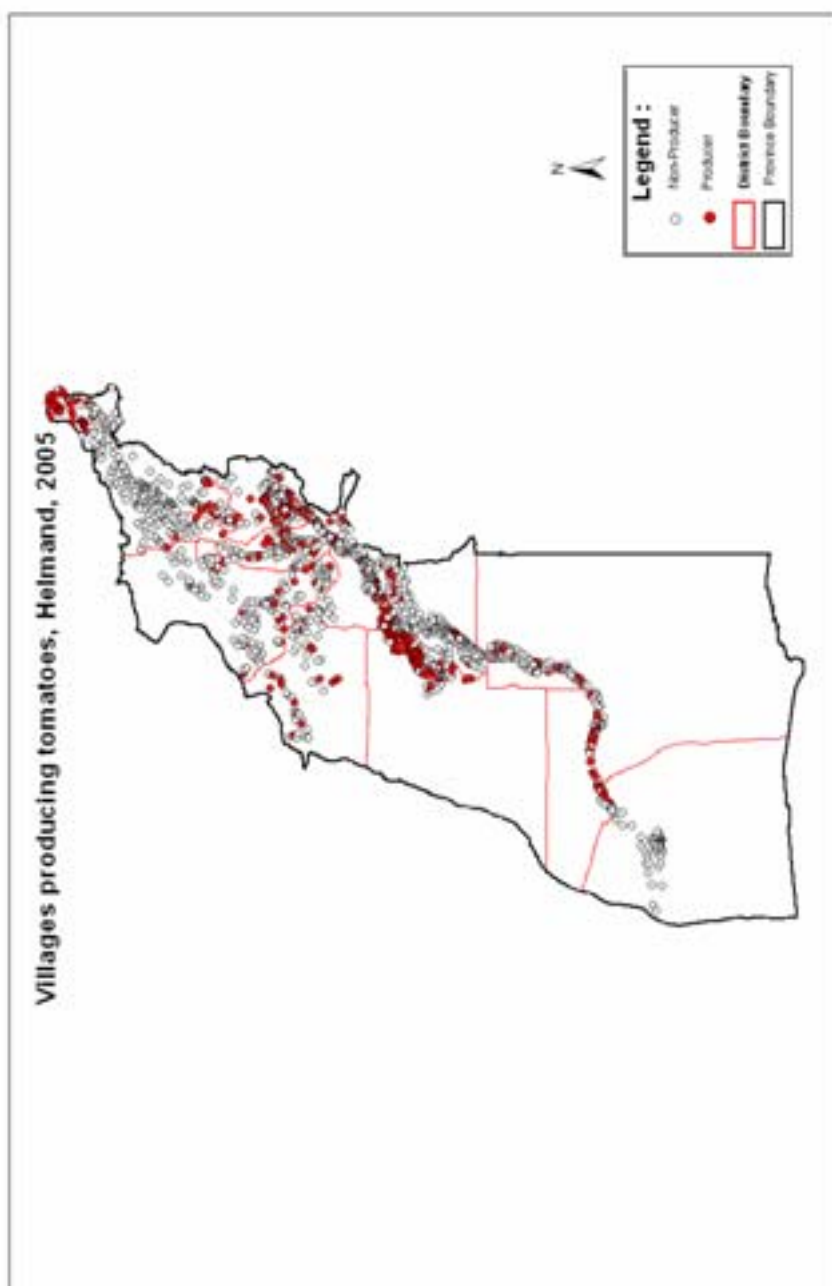 Villages producing tomatoes, Helmand, 2005
N
Legend :
Non-Producer
Producer
District Boundary
Province Boundary